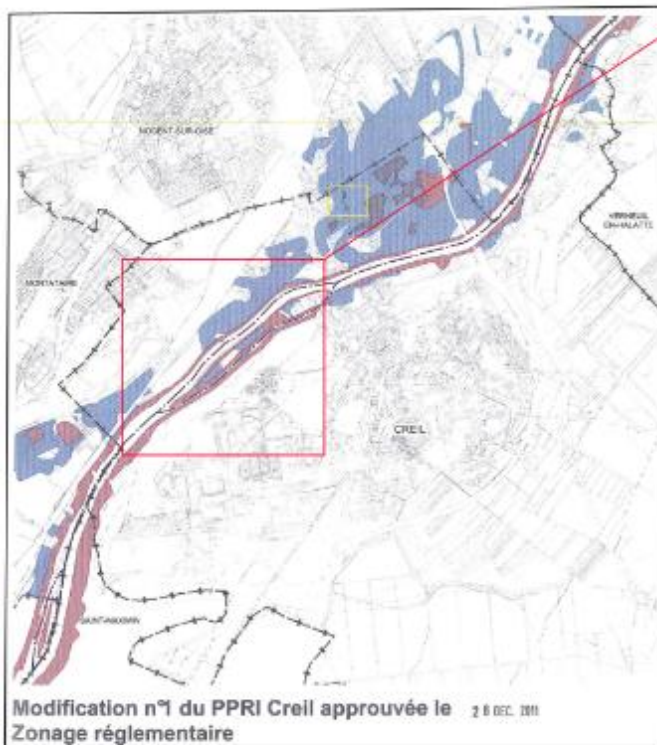 NOGENT-SUR-OISE
VERNEUIL
EN-HALATTE
MONTATAIRE
CREIL
SAINT-MAXIMIN
Modification n°1 du PPRI Creil approuvée le 28 DEC. 2011
Zonage réglementaire